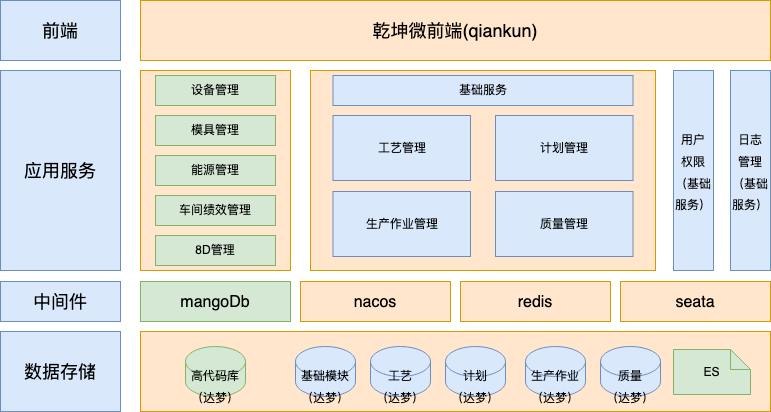 前端
乾坤微前端(qiankun)
应用服务
设备管理
模具管理
能源管理
车间绩效管理
8D管理
基础服务
工艺管理
计划管理
生产作业管理
质量管理
用户
权限
（基础
服务）
日志
管理
（基础
服务）
中间件
mangoDb
nacos
redis
seata
数据存储
高代码库
(达梦)
基础模块
(达梦)
工艺
(达梦)
计划
(达梦)
生产作业
(达梦)
质量
(达梦)
ES